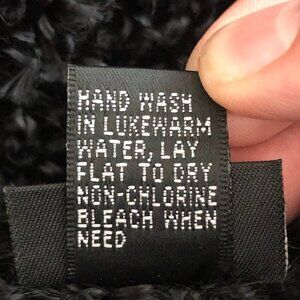 HAND WASH
IN LUKEWARM
WATER, LAY
FLAT TO DRY
NON-CHLORINE
BLEACH WHEN
NEED